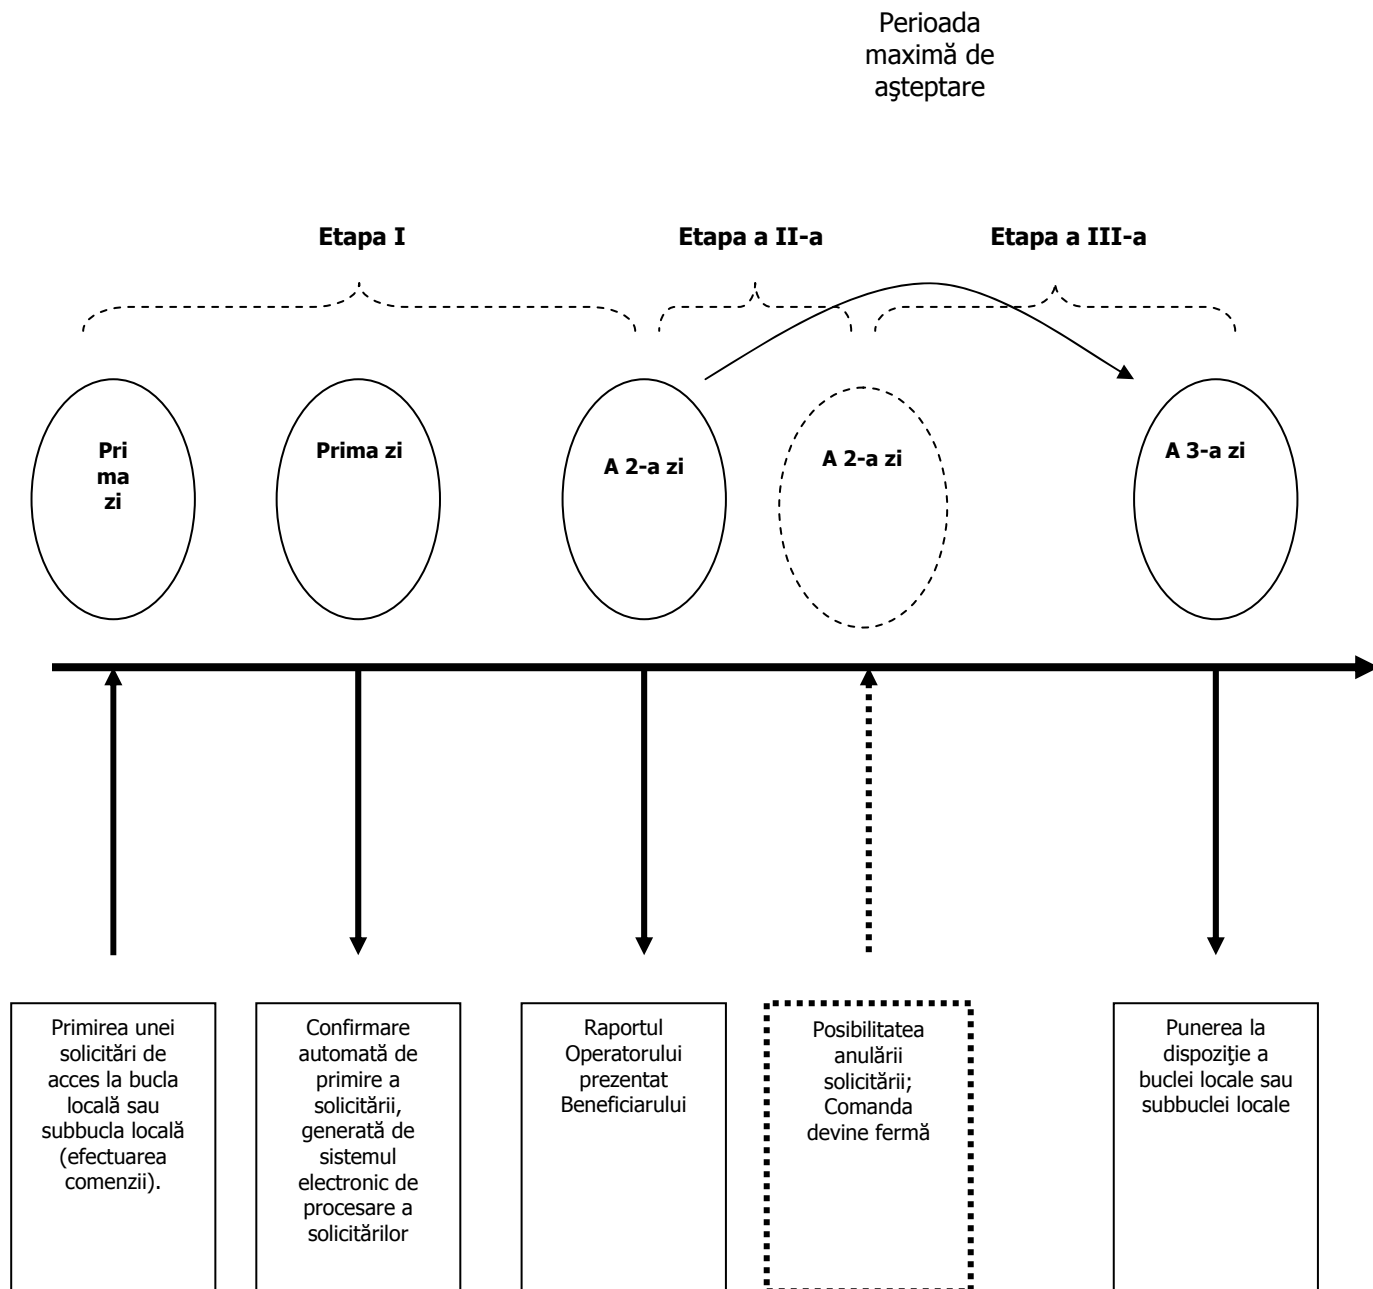 Perioada
maximă de
aşteptare
Etapa I
Etapa a II-a
Etapa a III-a
Pri
ma
zi
Prima zi
A 2-a zi
A 2-a zi
A 3-a zi
Primirea unei
solicitări de
acces la bucla
locală sau
subbucla locală
(efectuarea
comenzii).
Confirmare
automată de
primire a
solicitării,
generată de
sistemul
electronic de
procesare a
solicitărilor
Raportul
Operatorului
prezentat
Beneficiarului
Posibilitatea
anulării
solicitării;
Comanda
devine fermă
Punerea la
dispoziţie a
buclei locale sau
subbuclei locale